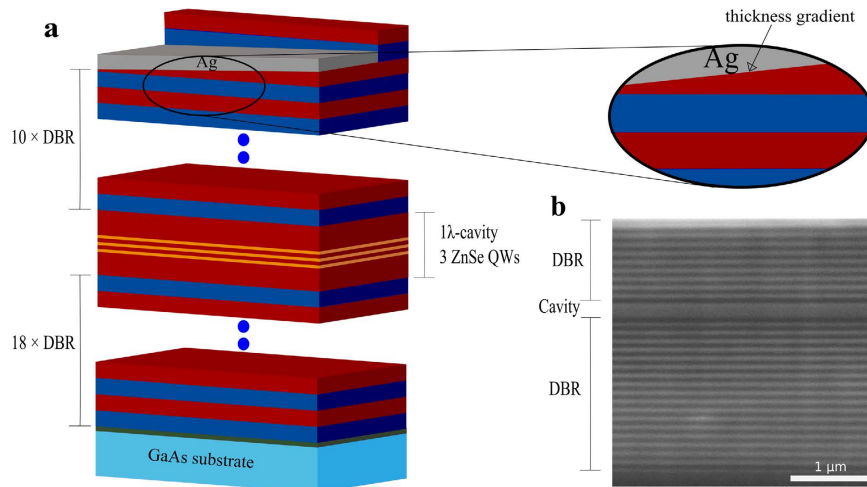 a
Ag
10 × DBR
1λ-cavity
3 ZnSe QWs
18 × DBR
GaAs substrate
thickness gradient
Ag
b
DBR
Cavity
DBR
1 µm